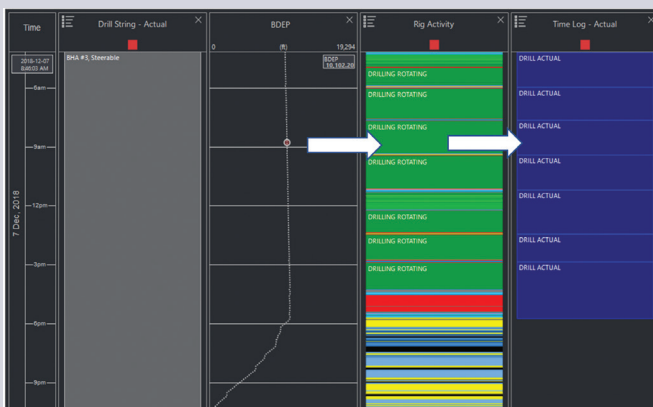 Time
Drill String - Actual
BDEP
Rig Activity
Time Log - Actual
0 (ft) 19,294
2018-12-07
8:46:00 AM
BHA #3, Steerable
BDEP
10,102.20
7 Dec, 2018
6am
9am
12pm
3pm
6pm
9pm
DRILLING ROTATING
DRILLING ROTATING
DRILLING ROTATING
DRILLING ROTATING
DRILLING ROTATING
DRILLING ROTATING
DRILLING ROTATING
DRILL ACTUAL
DRILL ACTUAL
DRILL ACTUAL
DRILL ACTUAL
DRILL ACTUAL
DRILL ACTUAL
DRILL ACTUAL